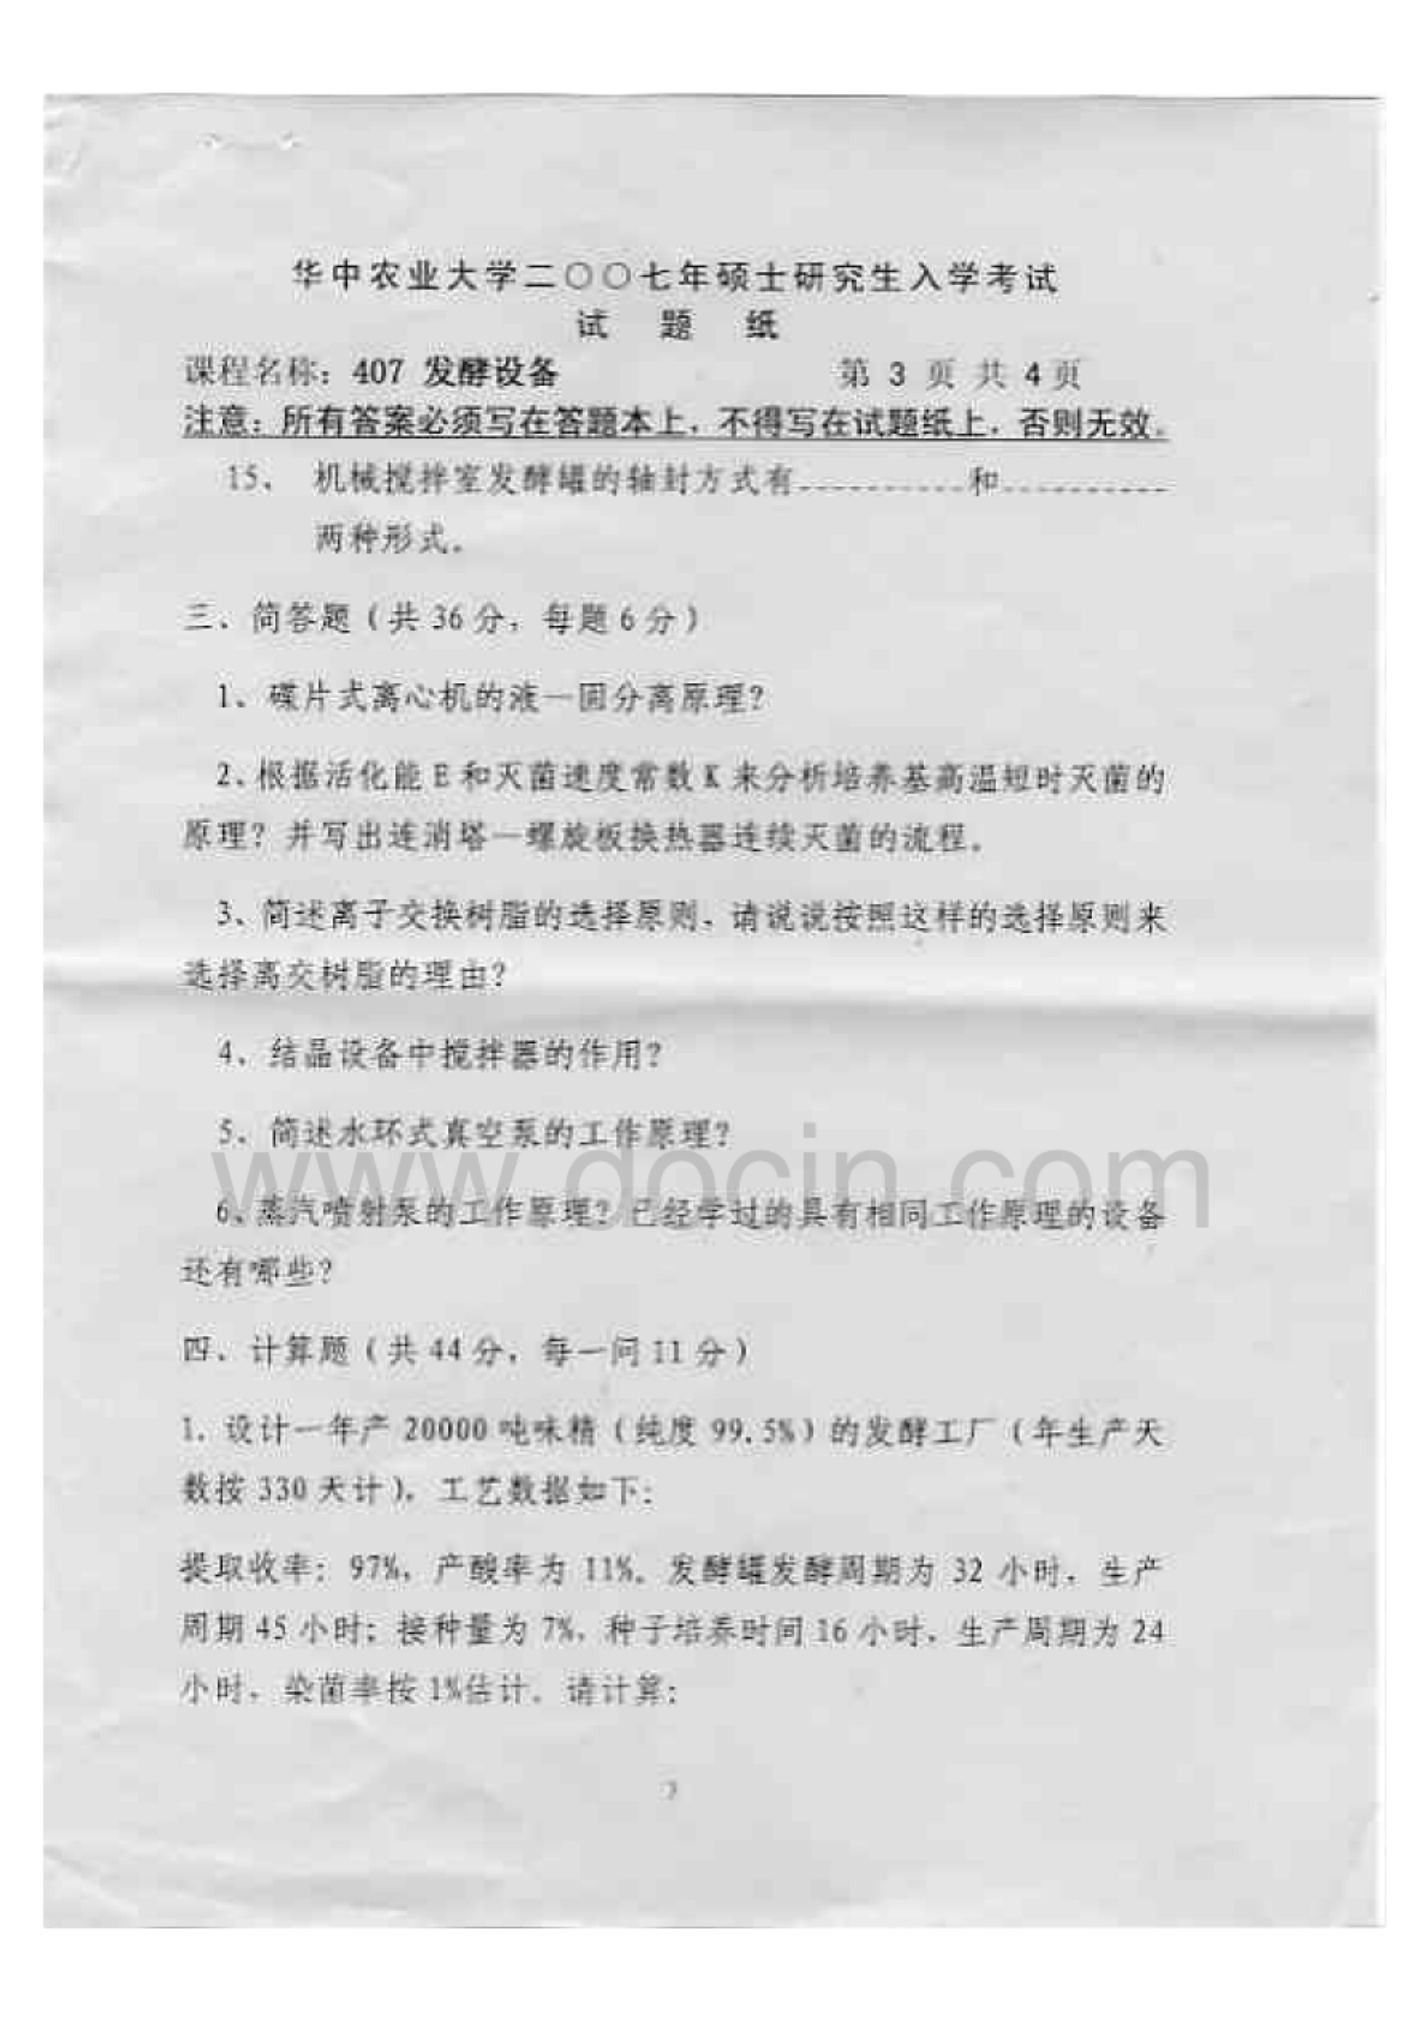 华中农业大学二〇〇七年硕士研究生入学考试
试 题 纸
课程名称：407 发酵设备 第 3 页 共 4 页
注意：所有答案必须写在答题本上，不得写在试题纸上，否则无效。
15、 机械搅拌室发酵罐的轴封方式有----------和----------
两种形式。
三、简答题（共 36 分，每题 6 分）
1、碟片式离心机的液—固分离原理？
2、根据活化能 E 和灭菌速度常数 K 来分析培养基高温短时灭菌的
原理？并写出连消塔—螺旋板换热器连续灭菌的流程。
3、简述离子交换树脂的选择原则，请说说按照这样的选择原则来
选择离交树脂的理由？
4、结晶设备中搅拌器的作用？
5、简述水环式真空泵的工作原理？
www.docin.com
6、蒸汽喷射泵的工作原理？已经学过的具有相同工作原理的设备
还有哪些？
四、计算题（共 44 分，每一问 11 分）
1. 设计一年产 20000 吨味精（纯度 99.5%）的发酵工厂（年生产天
数按 330 天计），工艺数据如下：
提取收率：97%，产酸率为 11%。发酵罐发酵周期为 32 小时，生产
周期 45 小时；接种量为 7%，种子培养时间 16 小时，生产周期为 24
小时，染菌率按 1%估计。请计算：